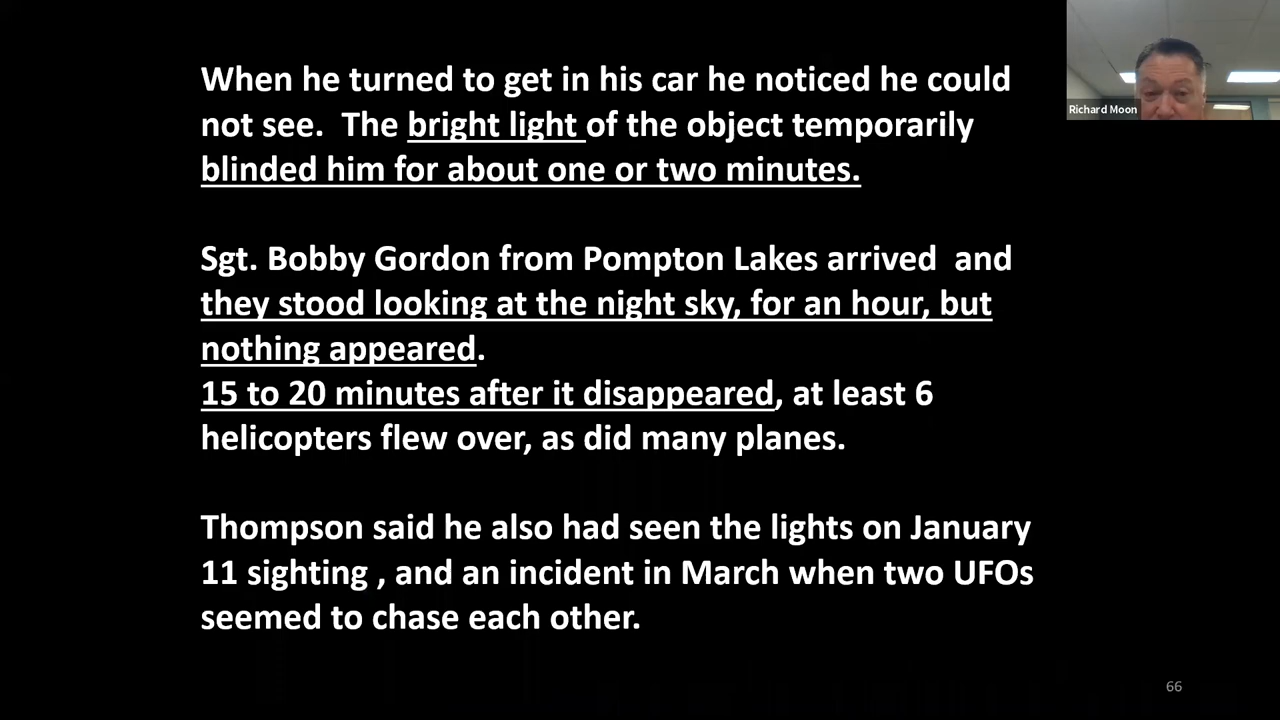 When he turned to get in his car he noticed he could
not see.  The bright light of the object temporarily
blinded him for about one or two minutes.
Sgt. Bobby Gordon from Pompton Lakes arrived  and
they stood looking at the night sky, for an hour, but
nothing appeared.
15 to 20 minutes after it disappeared, at least 6
helicopters flew over, as did many planes.
Thompson said he also had seen the lights on January
11 sighting , and an incident in March when two UFOs
seemed to chase each other.
Richard Moon
66